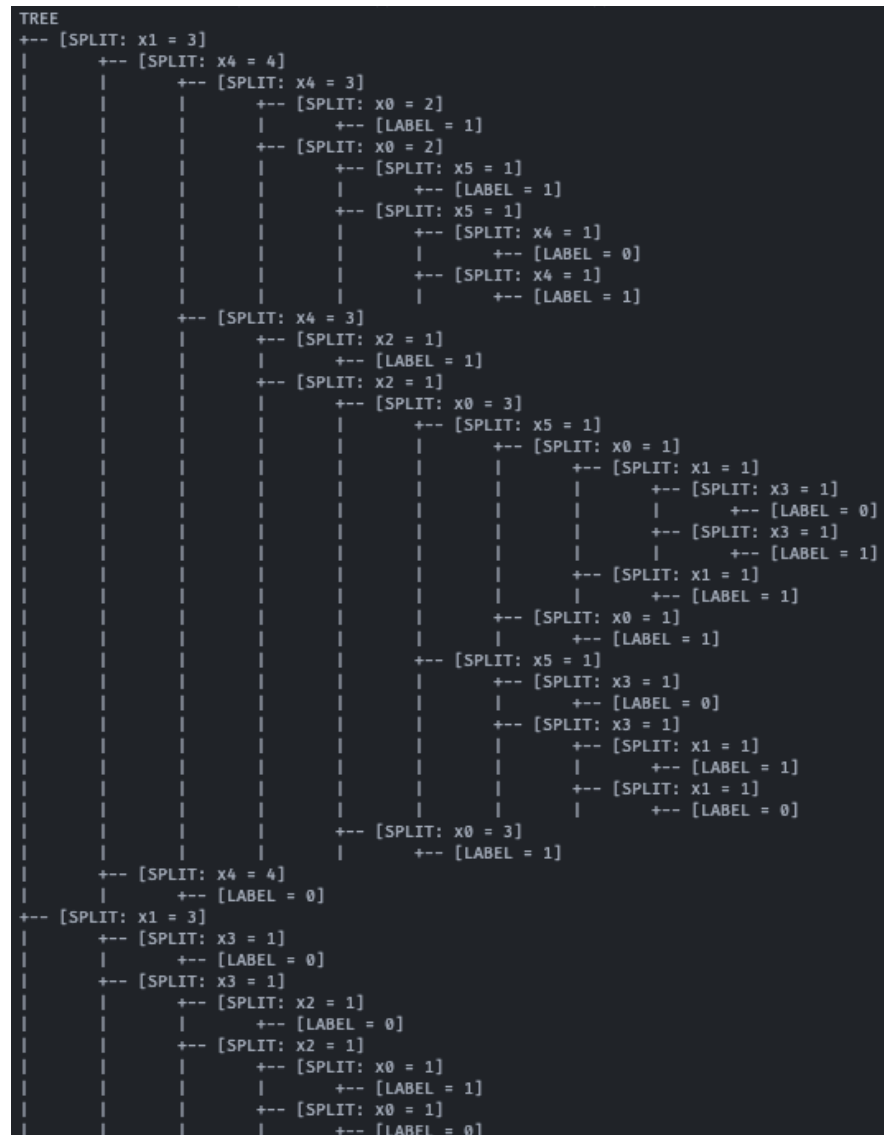 TREE
+-- [SPLIT: x1 = 3]
|       +-- [SPLIT: x4 = 4]
|       |       +-- [SPLIT: x4 = 3]
|       |       |       +-- [SPLIT: x0 = 2]
|       |       |       |       +-- [LABEL = 1]
|       |       |       +-- [SPLIT: x0 = 2]
|       |       |       |       +-- [SPLIT: x5 = 1]
|       |       |       |       |       +-- [LABEL = 1]
|       |       |       |       +-- [SPLIT: x5 = 1]
|       |       |       |       |       +-- [SPLIT: x4 = 1]
|       |       |       |       |       |       +-- [LABEL = 0]
|       |       |       |       |       +-- [SPLIT: x4 = 1]
|       |       |       |       |       |       +-- [LABEL = 1]
|       |       +-- [SPLIT: x4 = 3]
|       |       |       +-- [SPLIT: x2 = 1]
|       |       |       |       +-- [LABEL = 1]
|       |       |       +-- [SPLIT: x2 = 1]
|       |       |       |       +-- [SPLIT: x0 = 3]
|       |       |       |       |       +-- [SPLIT: x5 = 1]
|       |       |       |       |       |       +-- [SPLIT: x0 = 1]
|       |       |       |       |       |       |       +-- [SPLIT: x1 = 1]
|       |       |       |       |       |       |       |       +-- [SPLIT: x3 = 1]
|       |       |       |       |       |       |       |       |       +-- [LABEL = 0]
|       |       |       |       |       |       |       |       +-- [SPLIT: x3 = 1]
|       |       |       |       |       |       |       |       |       +-- [LABEL = 1]
|       |       |       |       |       |       |       +-- [SPLIT: x1 = 1]
|       |       |       |       |       |       |       |       +-- [LABEL = 1]
|       |       |       |       |       |       +-- [SPLIT: x0 = 1]
|       |       |       |       |       |       |       +-- [LABEL = 1]
|       |       |       |       |       +-- [SPLIT: x5 = 1]
|       |       |       |       |       |       +-- [SPLIT: x3 = 1]
|       |       |       |       |       |       |       +-- [LABEL = 0]
|       |       |       |       |       |       +-- [SPLIT: x3 = 1]
|       |       |       |       |       |       |       +-- [SPLIT: x1 = 1]
|       |       |       |       |       |       |       |       +-- [LABEL = 1]
|       |       |       |       |       |       |       +-- [SPLIT: x1 = 1]
|       |       |       |       |       |       |       |       +-- [LABEL = 0]
|       |       |       |       +-- [SPLIT: x0 = 3]
|       |       |       |       |       +-- [LABEL = 1]
|       +-- [SPLIT: x4 = 4]
|       |       +-- [LABEL = 0]
+-- [SPLIT: x1 = 3]
|       +-- [SPLIT: x3 = 1]
|       |       +-- [LABEL = 0]
|       +-- [SPLIT: x3 = 1]
|       |       +-- [SPLIT: x2 = 1]
|       |       |       +-- [LABEL = 0]
|       |       +-- [SPLIT: x2 = 1]
|       |       |       +-- [SPLIT: x0 = 1]
|       |       |       |       +-- [LABEL = 1]
|       |       |       +-- [SPLIT: x0 = 1]
|       |       |       |       +-- [LABEL = 0]